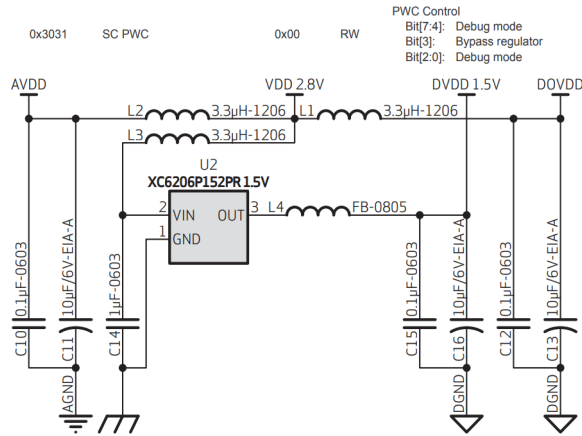 PWC Control
0x3031 SC PWC 0x00 RW
Bit[7:4]: Debug mode
Bit[3]: Bypass regulator
Bit[2:0]: Debug mode
AVDD VDD 2.8V DVDD 1.5V DOVDD
L2 3.3µH-1206 L1 3.3µH-1206
L3 3.3µH-1206
U2
XC6206P152PR 1.5V
2 VIN OUT 3 L4 FB-0805
1 GND
C10 0.1µF-0603
C11 10µF/6V-EIA-A
C14 1µF-0603
C15 0.1µF-0603
C16 10µF/6V-EIA-A
C12 0.1µF-0603
C13 10µF/6V-EIA-A
AGND
DGND
DGND